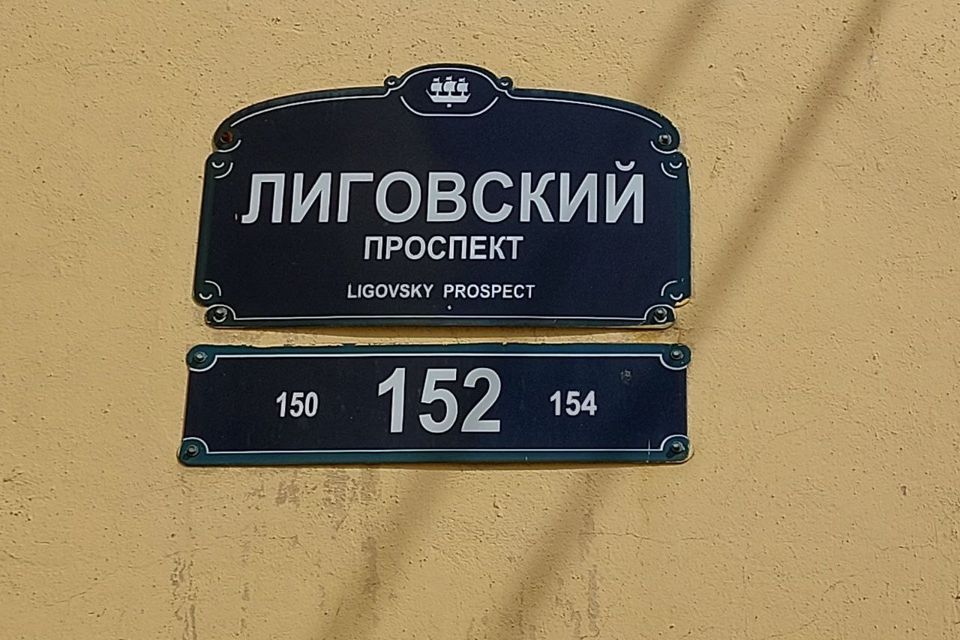 ЛИГОВСКИЙ
ПРОСПЕКТ
LIGOVSKY PROSPECT
150 152 154